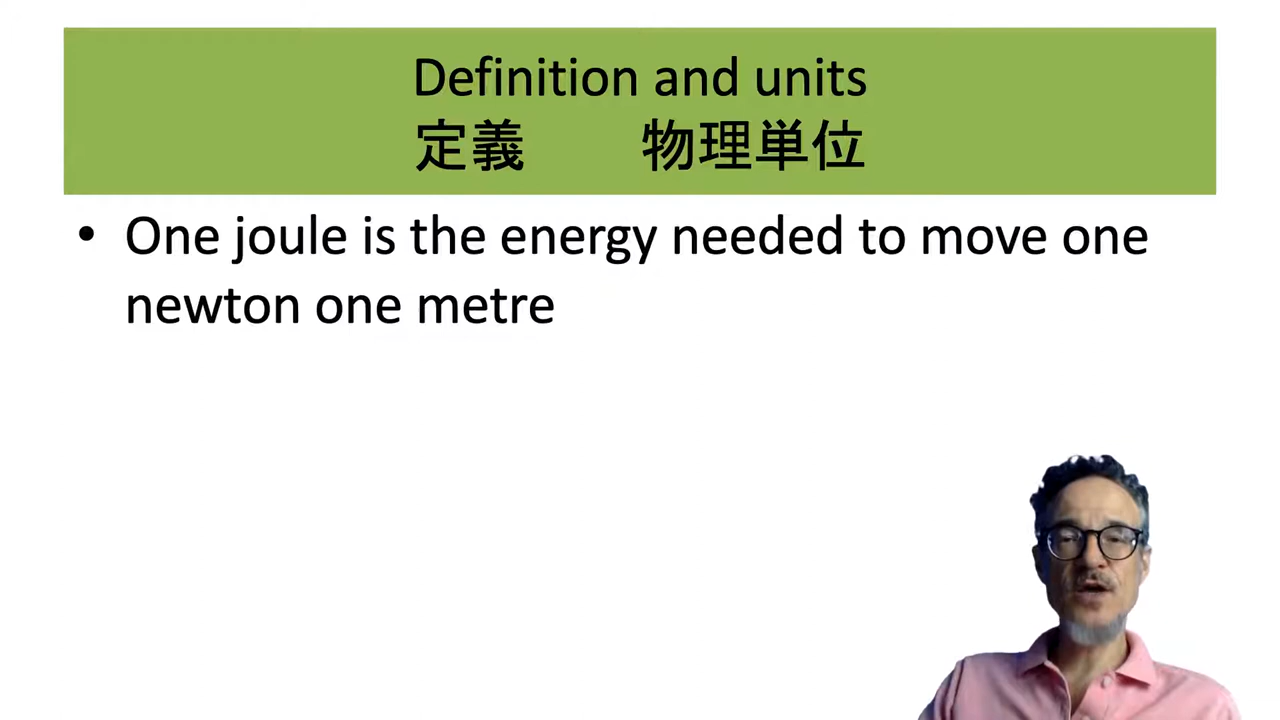 Definition and units
定義　　物理単位
• One joule is the energy needed to move one
newton one metre